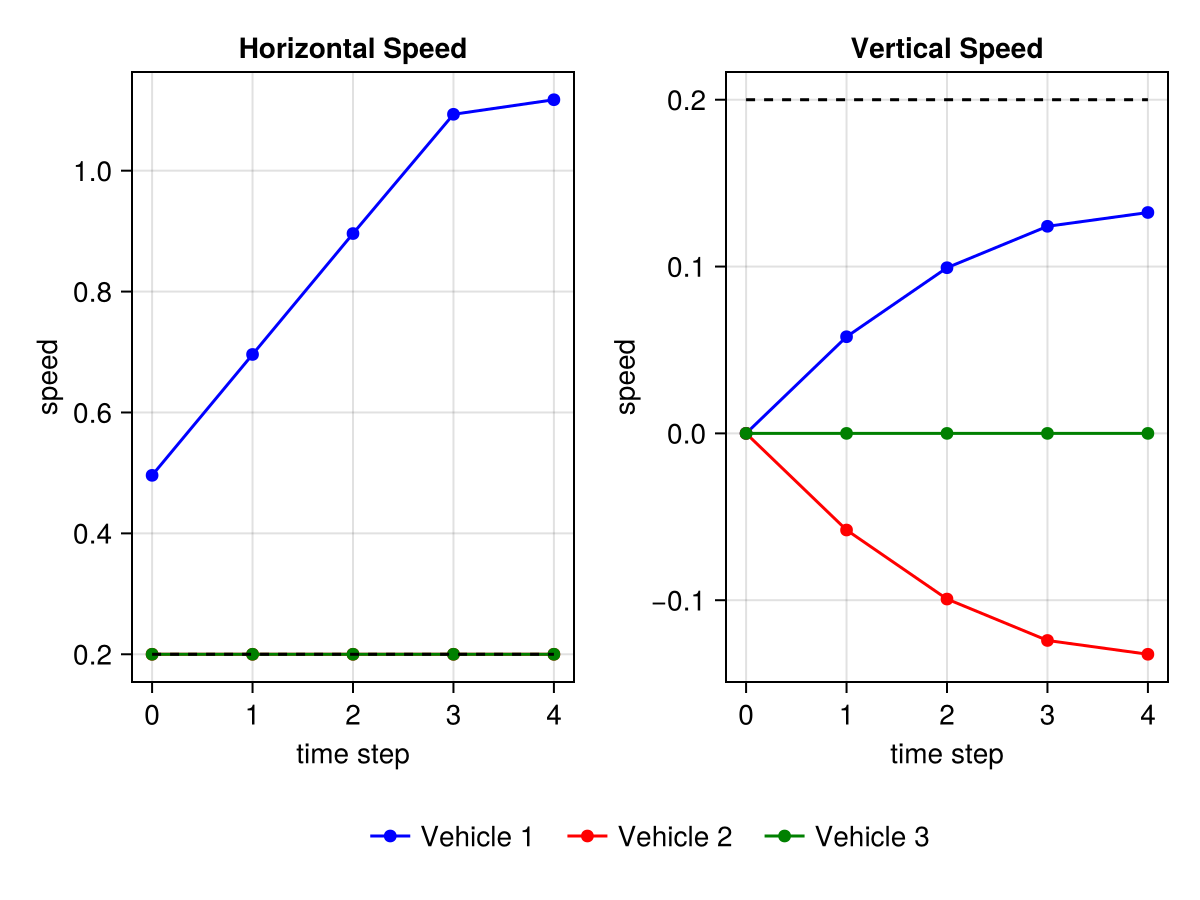 Horizontal Speed
speed
1.0
0.8
0.6
0.4
0.2
0 1 2 3 4
time step
Vertical Speed
speed
0.2
0.1
0.0
−0.1
0 1 2 3 4
time step
Vehicle 1 Vehicle 2 Vehicle 3